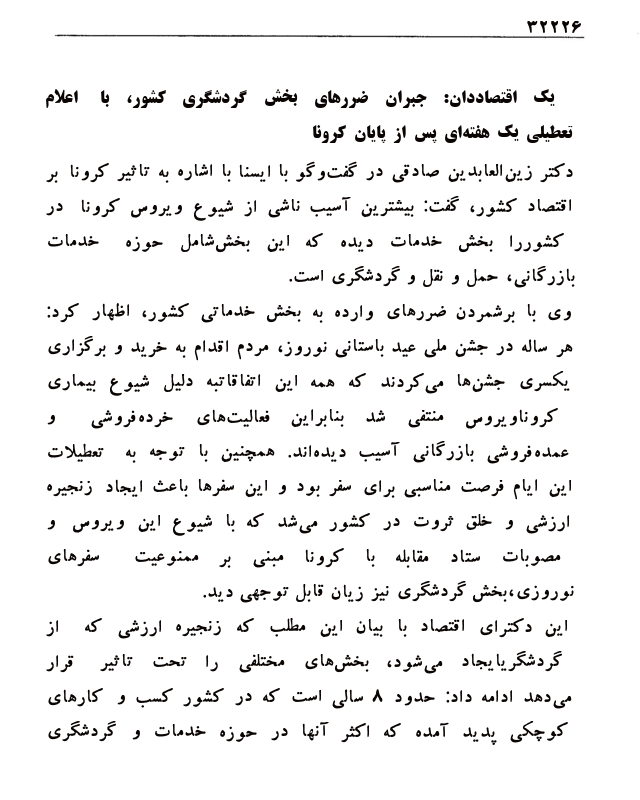 ۳۲۲۲۶
یک اقتصاددان: جبران ضررهای بخش گردشگری کشور، با اعلام
تعطیلی یک هفته‌ای پس از پایان کرونا
دکتر زین‌العابدین صادقی در گفت‌وگو با ایسنا با اشاره به تاثیر کرونا بر
اقتصاد کشور، گفت: بیشترین آسیب ناشی از شیوع ویروس کرونا در
کشوررا بخش خدمات دیده که این بخش‌شامل حوزه خدمات
بازرگانی، حمل و نقل و گردشگری است.
وی با برشمردن ضررهای وارده به بخش خدماتی کشور، اظهار کرد:
هر ساله در جشن ملی عید باستانی نوروز، مردم اقدام به خرید و برگزاری
یکسری جشن‌ها می‌کردند که همه این اتفاقاتبه دلیل شیوع بیماری
کروناویروس منتفی شد بنابراین فعالیت‌های خرده‌فروشی و
عمده‌فروشی بازرگانی آسیب دیده‌اند. همچنین با توجه به تعطیلات
این ایام فرصت مناسبی برای سفر بود و این سفرها باعث ایجاد زنجیره
ارزشی و خلق ثروت در کشور می‌شد که با شیوع این ویروس و
مصوبات ستاد مقابله با کرونا مبنی بر ممنوعیت سفرهای
نوروزی،بخش گردشگری نیز زیان قابل توجهی دید.
این دکترای اقتصاد با بیان این مطلب که زنجیره ارزشی که از
گردشگریایجاد می‌شود، بخش‌های مختلفی را تحت تاثیر قرار
می‌دهد ادامه داد: حدود ۸ سالی است که در کشور کسب و کارهای
کوچکی پدید آمده که اکثر آنها در حوزه خدمات و گردشگری